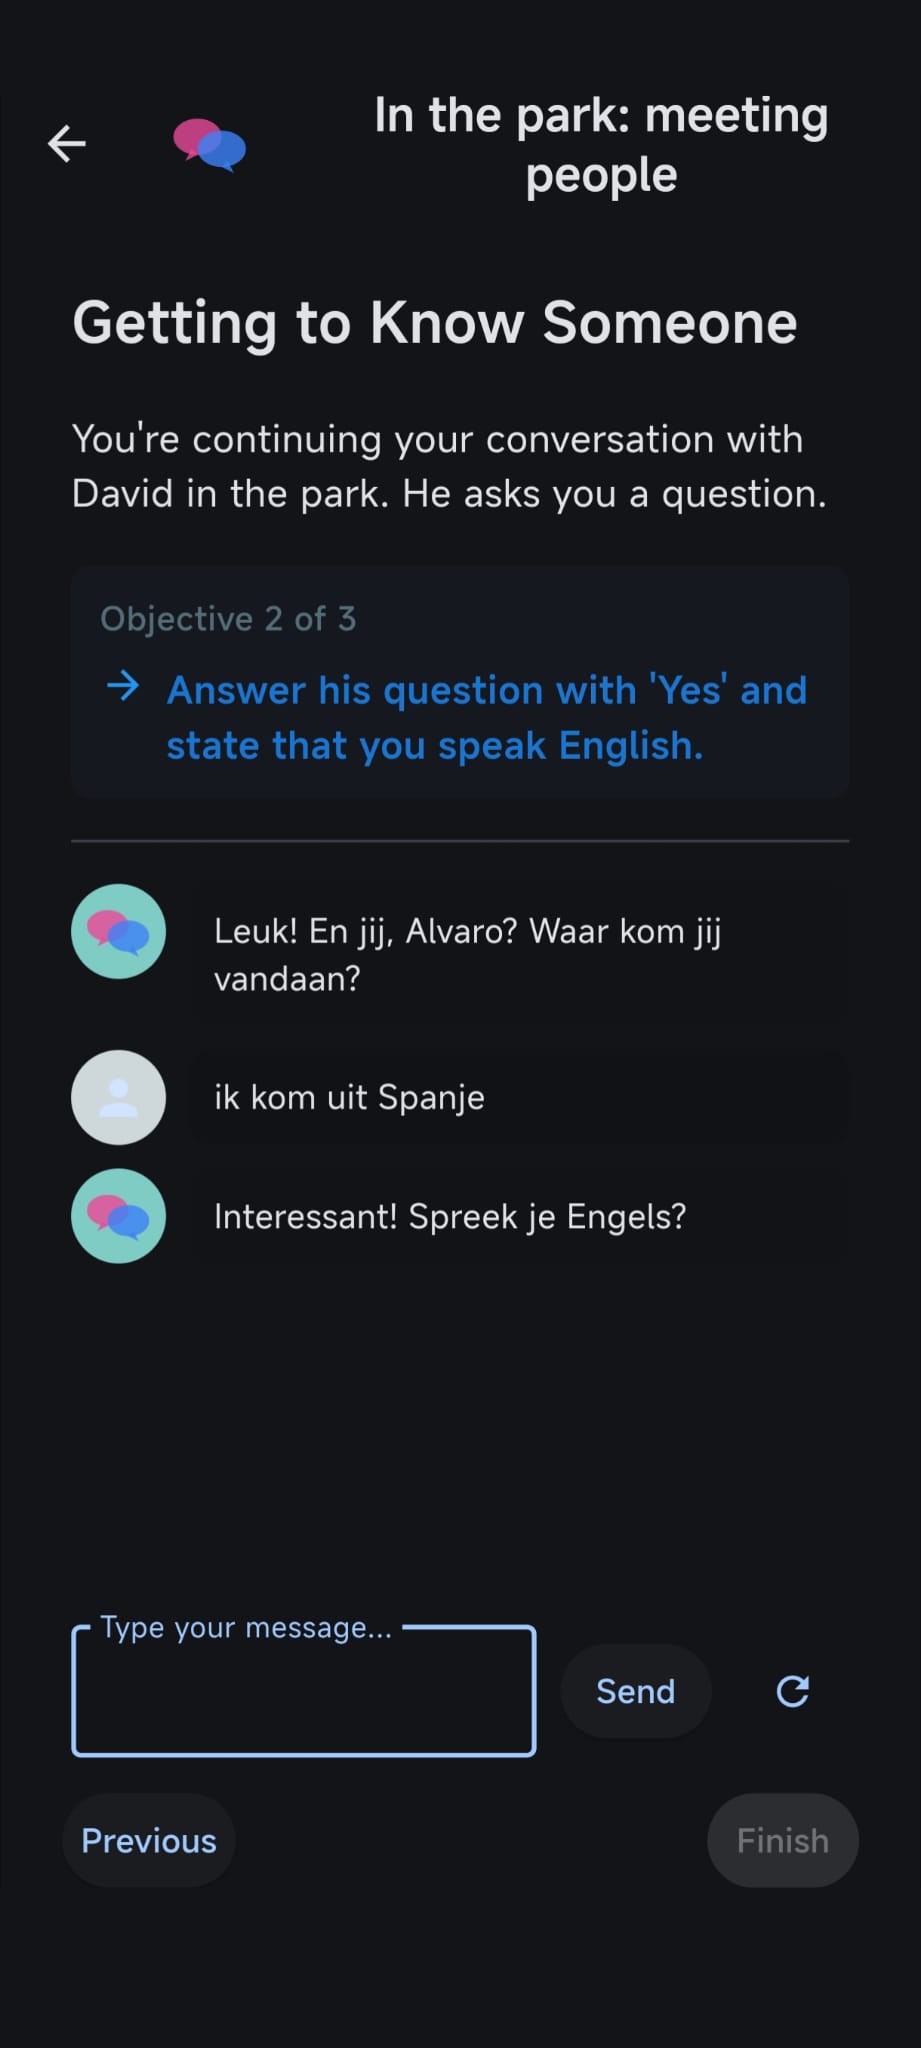 In the park: meeting
people
Getting to Know Someone
You're continuing your conversation with
David in the park. He asks you a question.
Objective 2 of 3
→ Answer his question with 'Yes' and
state that you speak English.
Leuk! En jij, Alvaro? Waar kom jij
vandaan?
ik kom uit Spanje
Interessant! Spreek je Engels?
Type your message...
Send
Previous
Finish